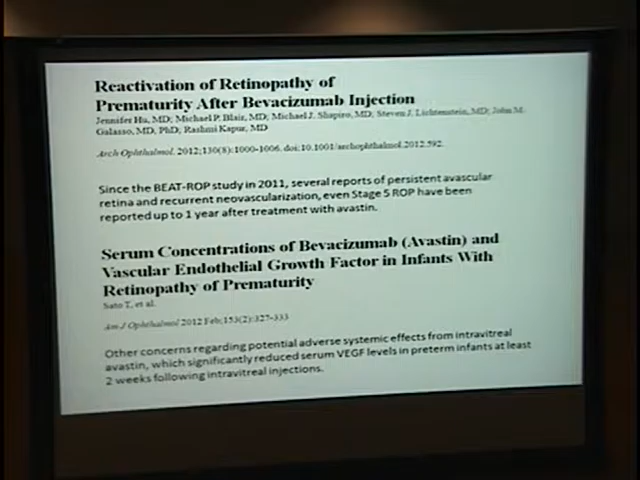 Reactivation of Retinopathy of
Prematurity After Bevacizumab Injection
Jennifer Hu, MD; Michael P. Blair, MD; Michael J. Shapiro, MD; Steven J. Lichtenstein, MD; John M.
Galasso, MD, PhD; Rashmi Kapur, MD
Arch Ophthalmol. 2012;130(8):1000-1006. doi:10.1001/archophthalmol.2012.592.
Since the BEAT-ROP study in 2011, several reports of persistent avascular
retina and recurrent neovascularization, even Stage 5 ROP have been
reported up to 1 year after treatment with avastin.
Serum Concentrations of Bevacizumab (Avastin) and
Vascular Endothelial Growth Factor in Infants With
Retinopathy of Prematurity
Sato T, et al.
Am J Ophthalmol 2012 Feb;153(2):327-333
Other concerns regarding potential adverse systemic effects from intravitreal
avastin, which significantly reduced serum VEGF levels in preterm infants at least
2 weeks following intravitreal injections.